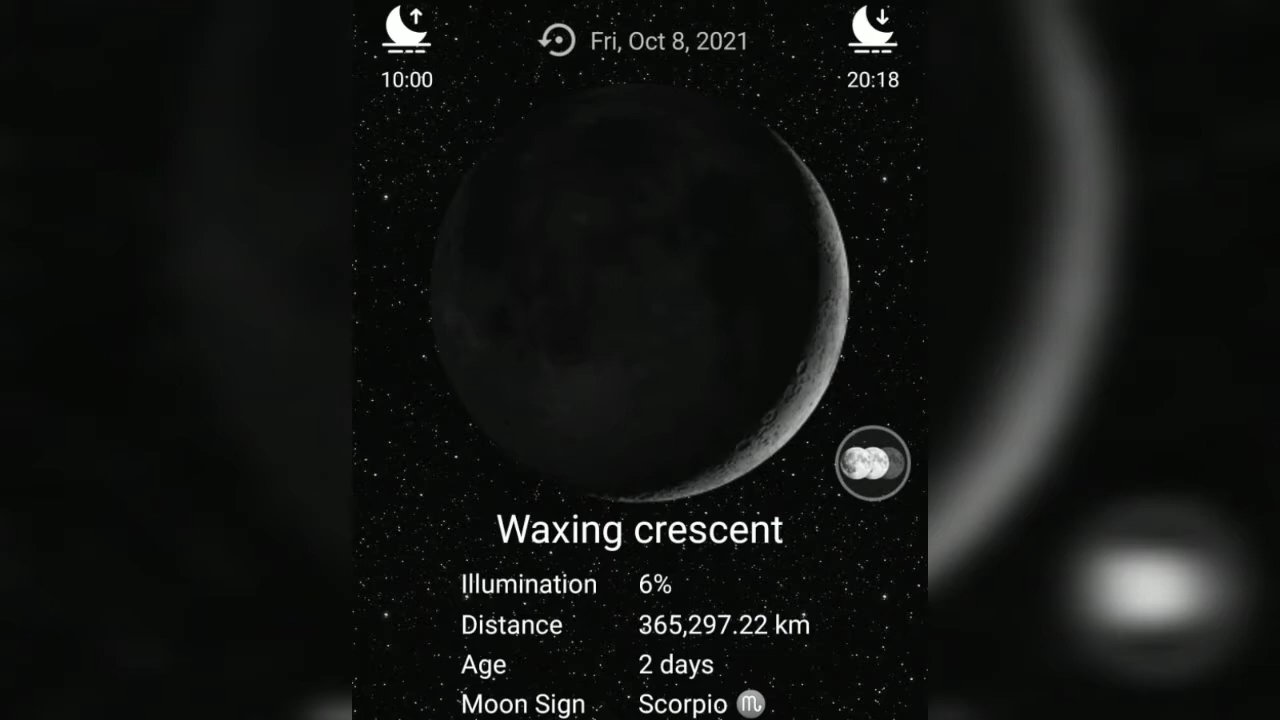 Fri, Oct 8, 2021
10:00
20:18
Waxing crescent
Illumination 6%
Distance 365,297.22 km
Age 2 days
Moon Sign Scorpio ♏